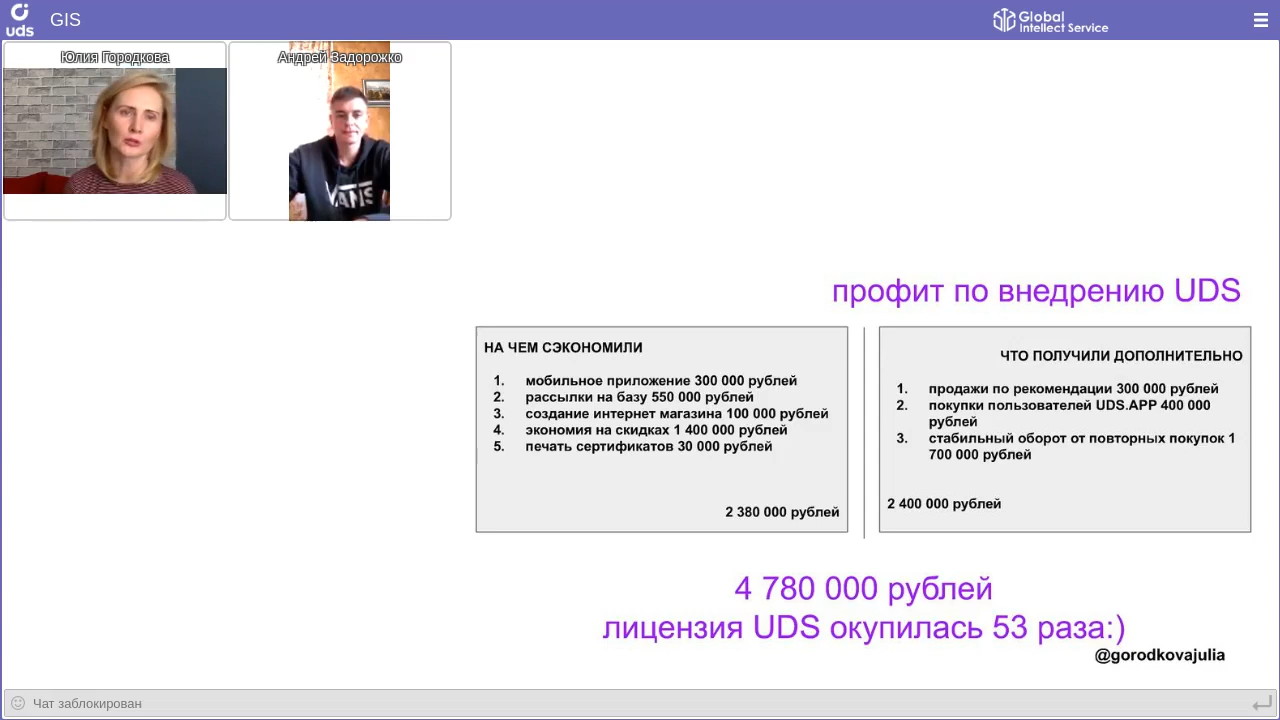 uds
GIS
Global
Intellect Service
Юлия Городкова
Андрей Задорожко
VANS
профит по внедрению UDS
НА ЧЕМ СЭКОНОМИЛИ
1. мобильное приложение 300 000 рублей
2. рассылки на базу 550 000 рублей
3. создание интернет магазина 100 000 рублей
4. экономия на скидках 1 400 000 рублей
5. печать сертификатов 30 000 рублей
2 380 000 рублей
ЧТО ПОЛУЧИЛИ ДОПОЛНИТЕЛЬНО
1. продажи по рекомендации 300 000 рублей
2. покупки пользователей UDS.APP 400 000
рублей
3. стабильный оборот от повторных покупок 1
700 000 рублей
2 400 000 рублей
4 780 000 рублей
лицензия UDS окупилась 53 раза:)
@gorodkovajulia
Чат заблокирован